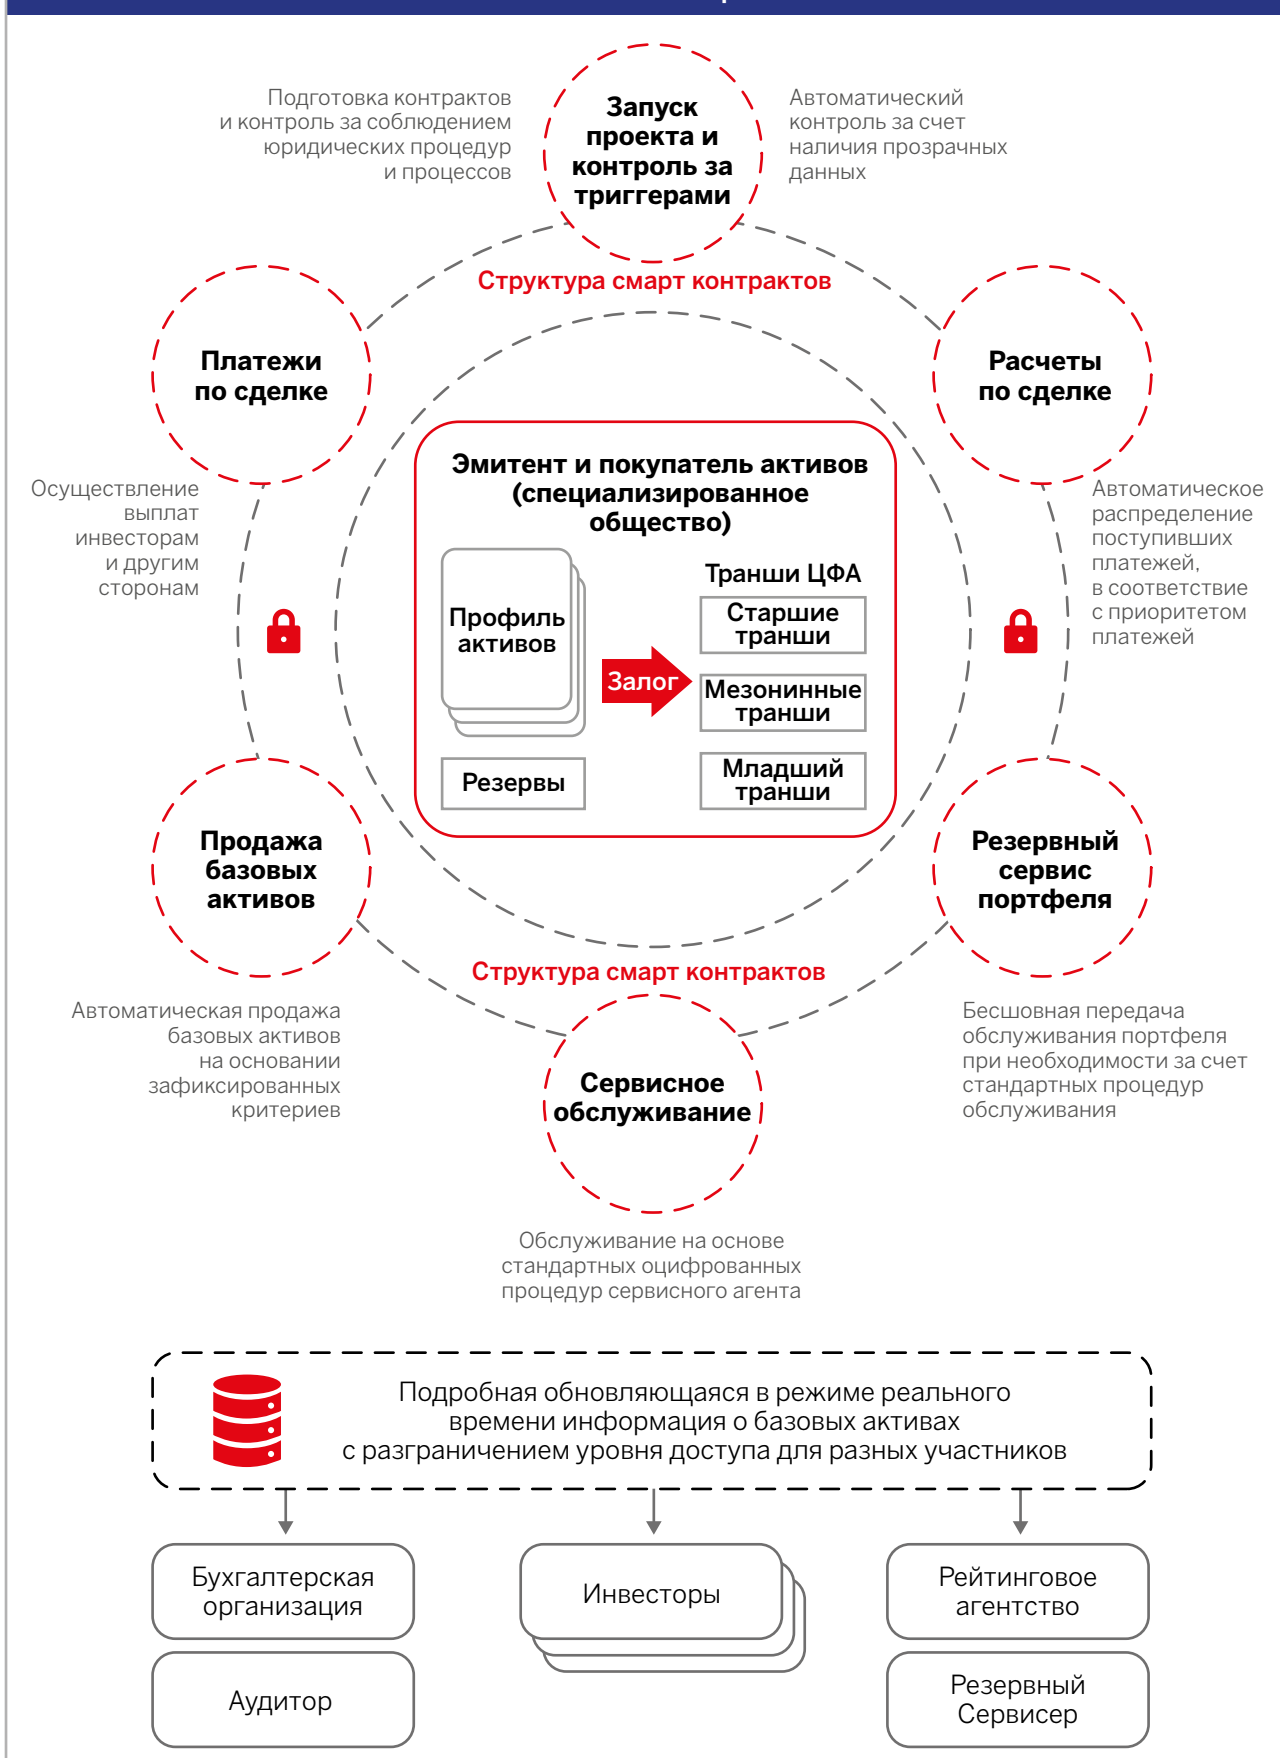 Подготовка контрактов
и контроль за соблюдением
юридических процедур
и процессов
Запуск
проекта и
контроль за
триггерами
Автоматический
контроль за счет
наличия прозрачных
данных
Структура смарт контрактов
Платежи
по сделке
Расчеты
по сделке
Осуществление
выплат
инвесторам
и другим
сторонам
Эмитент и покупатель активов
(специализированное
общество)
Профиль
активов
Резервы
Залог
Транши ЦФА
Старшие
транши
Мезонинные
транши
Младший
транши
Автоматическое
распределение
поступивших
платежей,
в соответствие
с приоритетом
платежей
Продажа
базовых
активов
Резервный
сервис
портфеля
Структура смарт контрактов
Автоматическая продажа
базовых активов
на основании
зафиксированных
критериев
Сервисное
обслуживание
Бесшовная передача
обслуживания портфеля
при необходимости за счет
стандартных процедур
обслуживания
Обслуживание на основе
стандартных оцифрованных
процедур сервисного агента
Подробная обновляющаяся в режиме реального
времени информация о базовых активах
с разграничением уровня доступа для разных участников
Бухгалтерская
организация
Аудитор
Инвесторы
Рейтинговое
агентство
Резервный
Сервисер